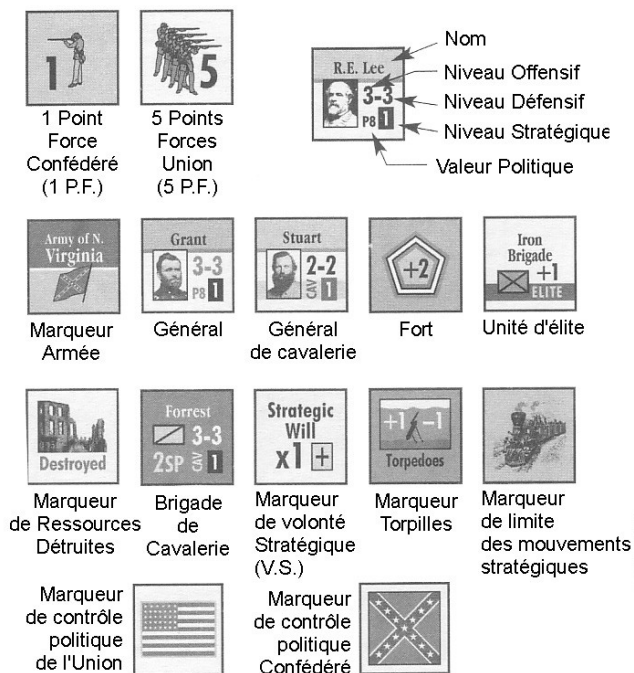 1
5
1 Point
Force
Confédéré
(1 P.F.)
5 Points
Forces
Union
(5 P.F.)
R.E. Lee
3-3
P8 1
Nom
Niveau Offensif
Niveau Défensif
Niveau Stratégique
Valeur Politique
Army of N.
Virginia
Marqueur
Armée
Grant
3-3
P8 1
Général
Stuart
2-2
CAV 1
Général
de cavalerie
+2
Fort
Iron
Brigade
+1
ELITE
Unité d'élite
Destroyed
Marqueur
de Ressources
Détruites
Forrest
3-3
2SP CAV 1
Brigade
de
Cavalerie
Strategic
Will
x1 +
Marqueur
de volonté
Stratégique
(V.S.)
+1 -1
Torpedoes
Marqueur
Torpilles
Marqueur
de limite
des mouvements
stratégiques
Marqueur
de contrôle
politique
de l'Union
Marqueur
de contrôle
politique
Confédéré